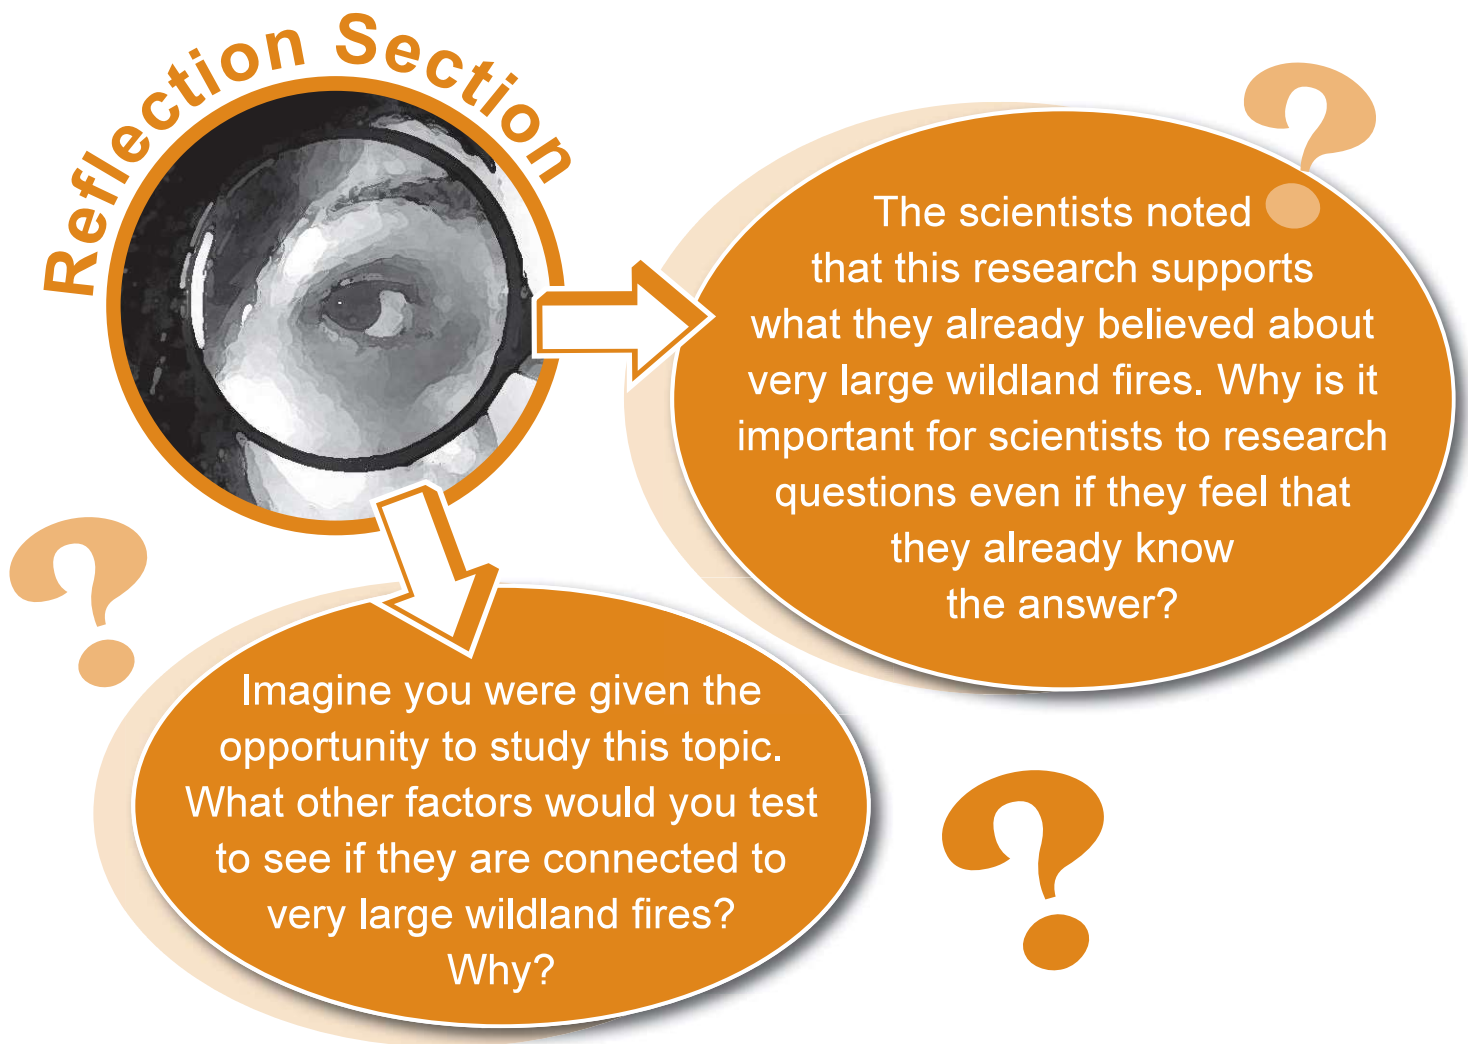 Reflection Section
The scientists noted
that this research supports
what they already believed about
very large wildland fires. Why is it
important for scientists to research
questions even if they feel that
they already know
the answer?
Imagine you were given the
opportunity to study this topic.
What other factors would you test
to see if they are connected to
very large wildland fires?
Why?
?
?
?